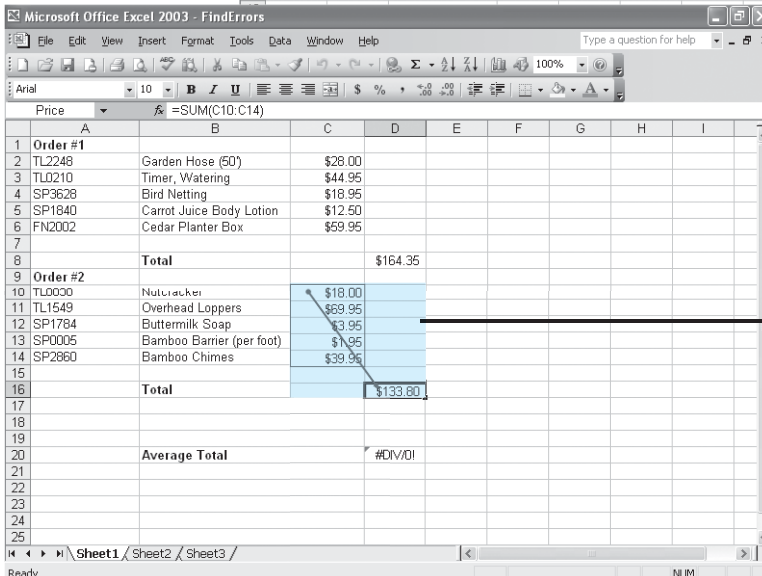 Microsoft Office Excel 2003 - FindErrors
File Edit View Insert Format Tools Data Window Help Type a question for help
100%
Arial 10 B I U $ % ,
Price fx =SUM(C10:C14)
A B C D E F G H I
1 Order #1
2 TL2248 Garden Hose (50') $28.00
3 TL0210 Timer, Watering $44.95
4 SP3628 Bird Netting $18.95
5 SP1840 Carrot Juice Body Lotion $12.50
6 FN2002 Cedar Planter Box $59.95
7
8 Total $164.35
9 Order #2
10 Nutcracker $18.00
11 TL1549 Overhead Loppers $69.95
12 SP1784 Buttermilk Soap $3.95
13 SP0005 Bamboo Barrier (per foot) $1.95
14 SP2860 Bamboo Chimes $39.95
15
16 Total $133.80
17
18
19
20 Average Total #DIV/0!
21
22
23
24
25
Sheet1 Sheet2 Sheet3
Ready NUM